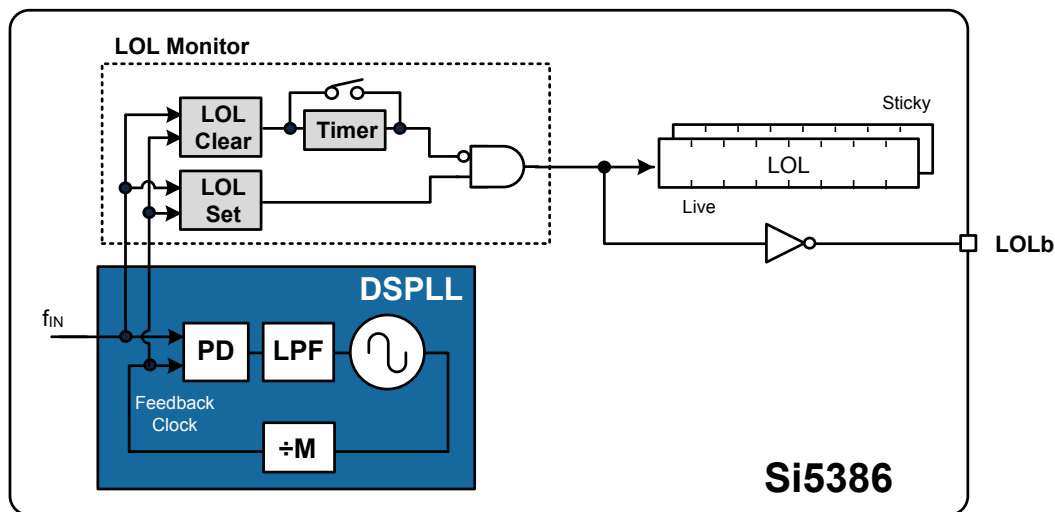 LOL Monitor
LOL
Clear
Timer
LOL
Set
Sticky
LOL
Live
LOLb
DSPLL
fIN
PD
LPF
Feedback
Clock
÷M
Si5386